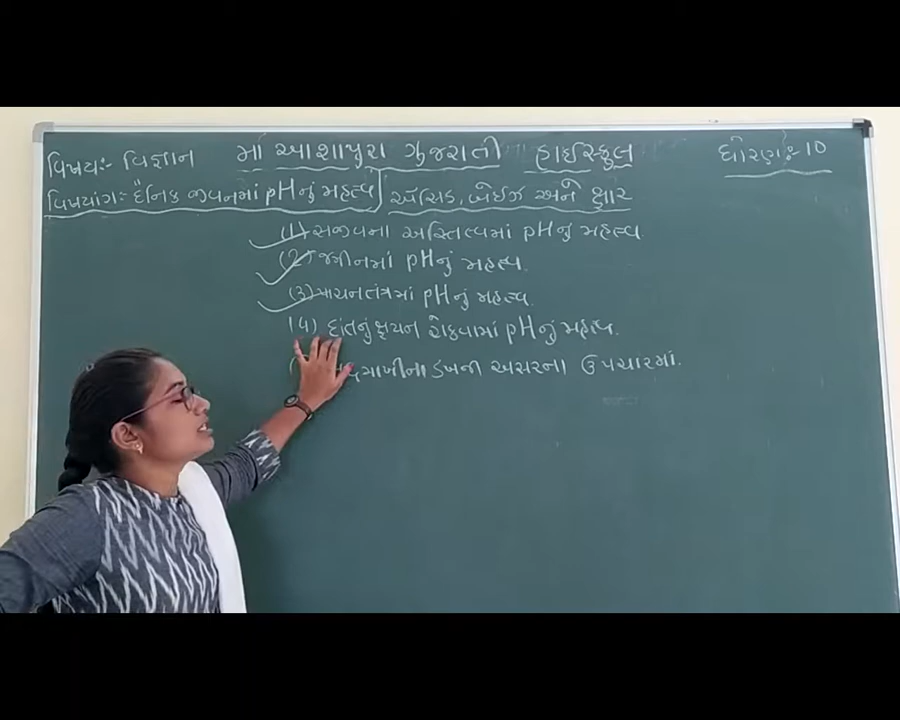 વિષય:- વિજ્ઞાન માઁ આશાપુરા ગુજરાતી હાઈસ્કૂલ ધોરણ:- 10
વિષયાંગ:- દૈનિક જીવનમાં pHનું મહત્વ એસિડ, બેઈઝ અને ક્ષાર
(1) સજીવના અસ્તિત્વમાં pHનું મહત્વ
(2) જમીનમાં pHનું મહત્વ.
(3) પાચનતંત્રમાં pHનું મહત્વ.
(4) દાંતનું ક્ષયન રોકવામાં pHનું મહત્વ.
ડંખની અસરના ઉપચારમાં.